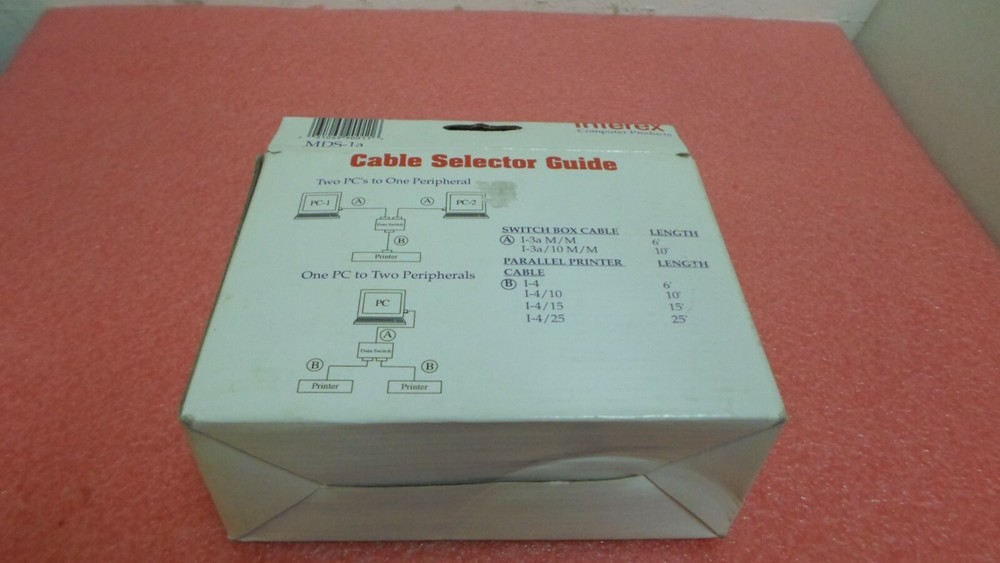 interex
Computer Products
MDS-1a
Cable Selector Guide
Two PC's to One Peripheral
PC-1
A
A
PC-2
Data Switch
B
Printer
One PC to Two Peripherals
PC
A
Data Switch
B
B
Printer
Printer
SWITCH BOX CABLE LENGTH
A I-3a M/M 6'
I-3a/10 M/M 10'
PARALLEL PRINTER LENGTH
CABLE
B I-4 6'
I-4/10 10'
I-4/15 15'
I-4/25 25'